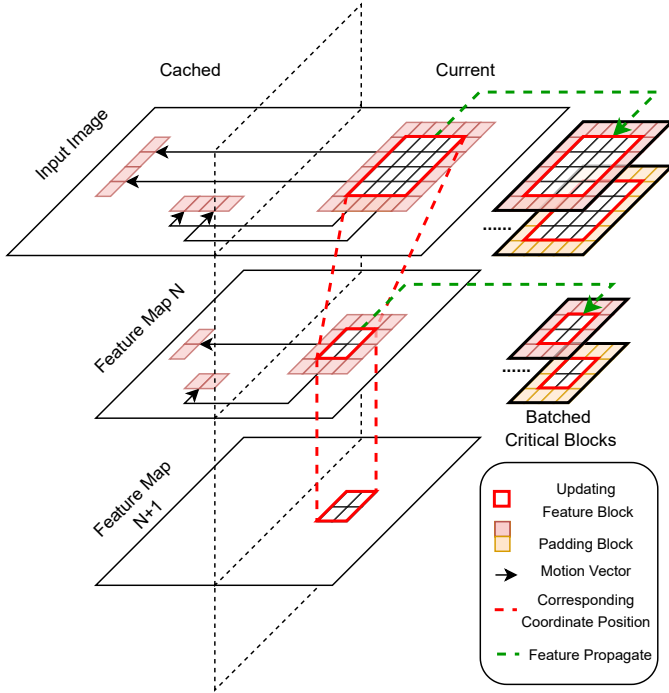 Cached
Current
Input Image
......
Feature Map N
......
Batched
Critical Blocks
Feature Map
N+1
Updating
Feature Block
Padding Block
Motion Vector
Corresponding
Coordinate Position
Feature Propagate